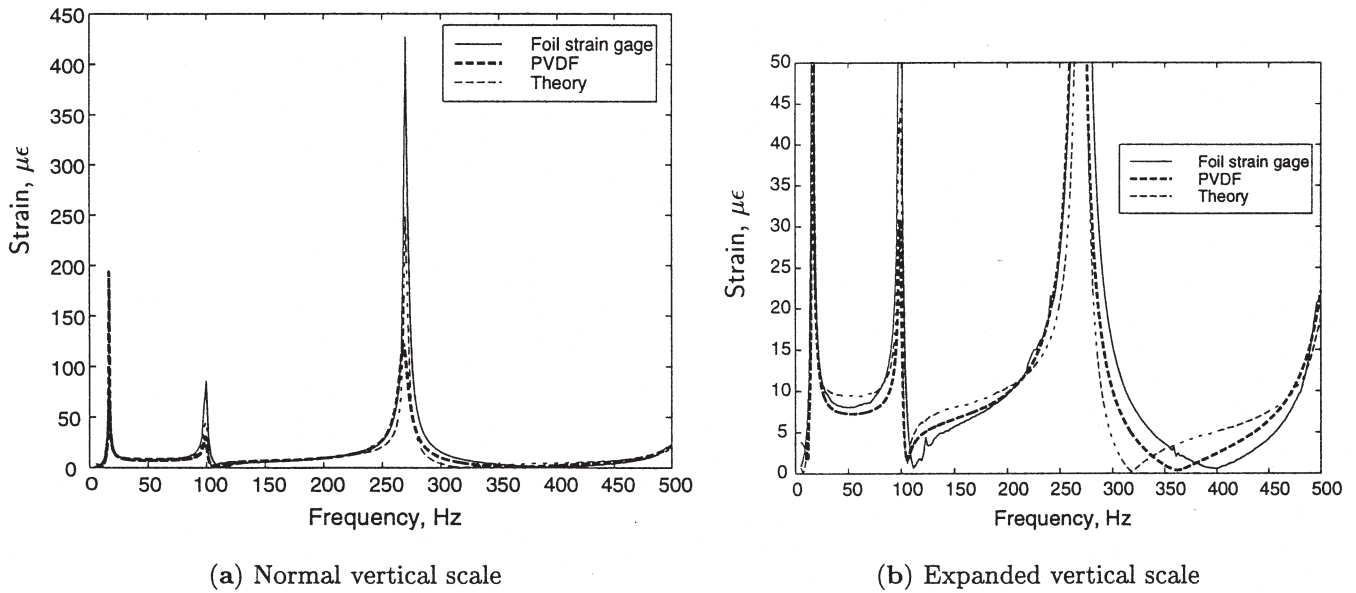 450
400
350
300
250
200
150
100
50
0
Strain, με
Foil strain gage
PVDF
Theory
0 50 100 150 200 250 300 350 400 450 500
Frequency, Hz
(a) Normal vertical scale
50
45
40
35
30
25
20
15
10
5
0
Strain, με
Foil strain gage
PVDF
Theory
0 50 100 150 200 250 300 350 400 450 500
Frequency, Hz
(b) Expanded vertical scale